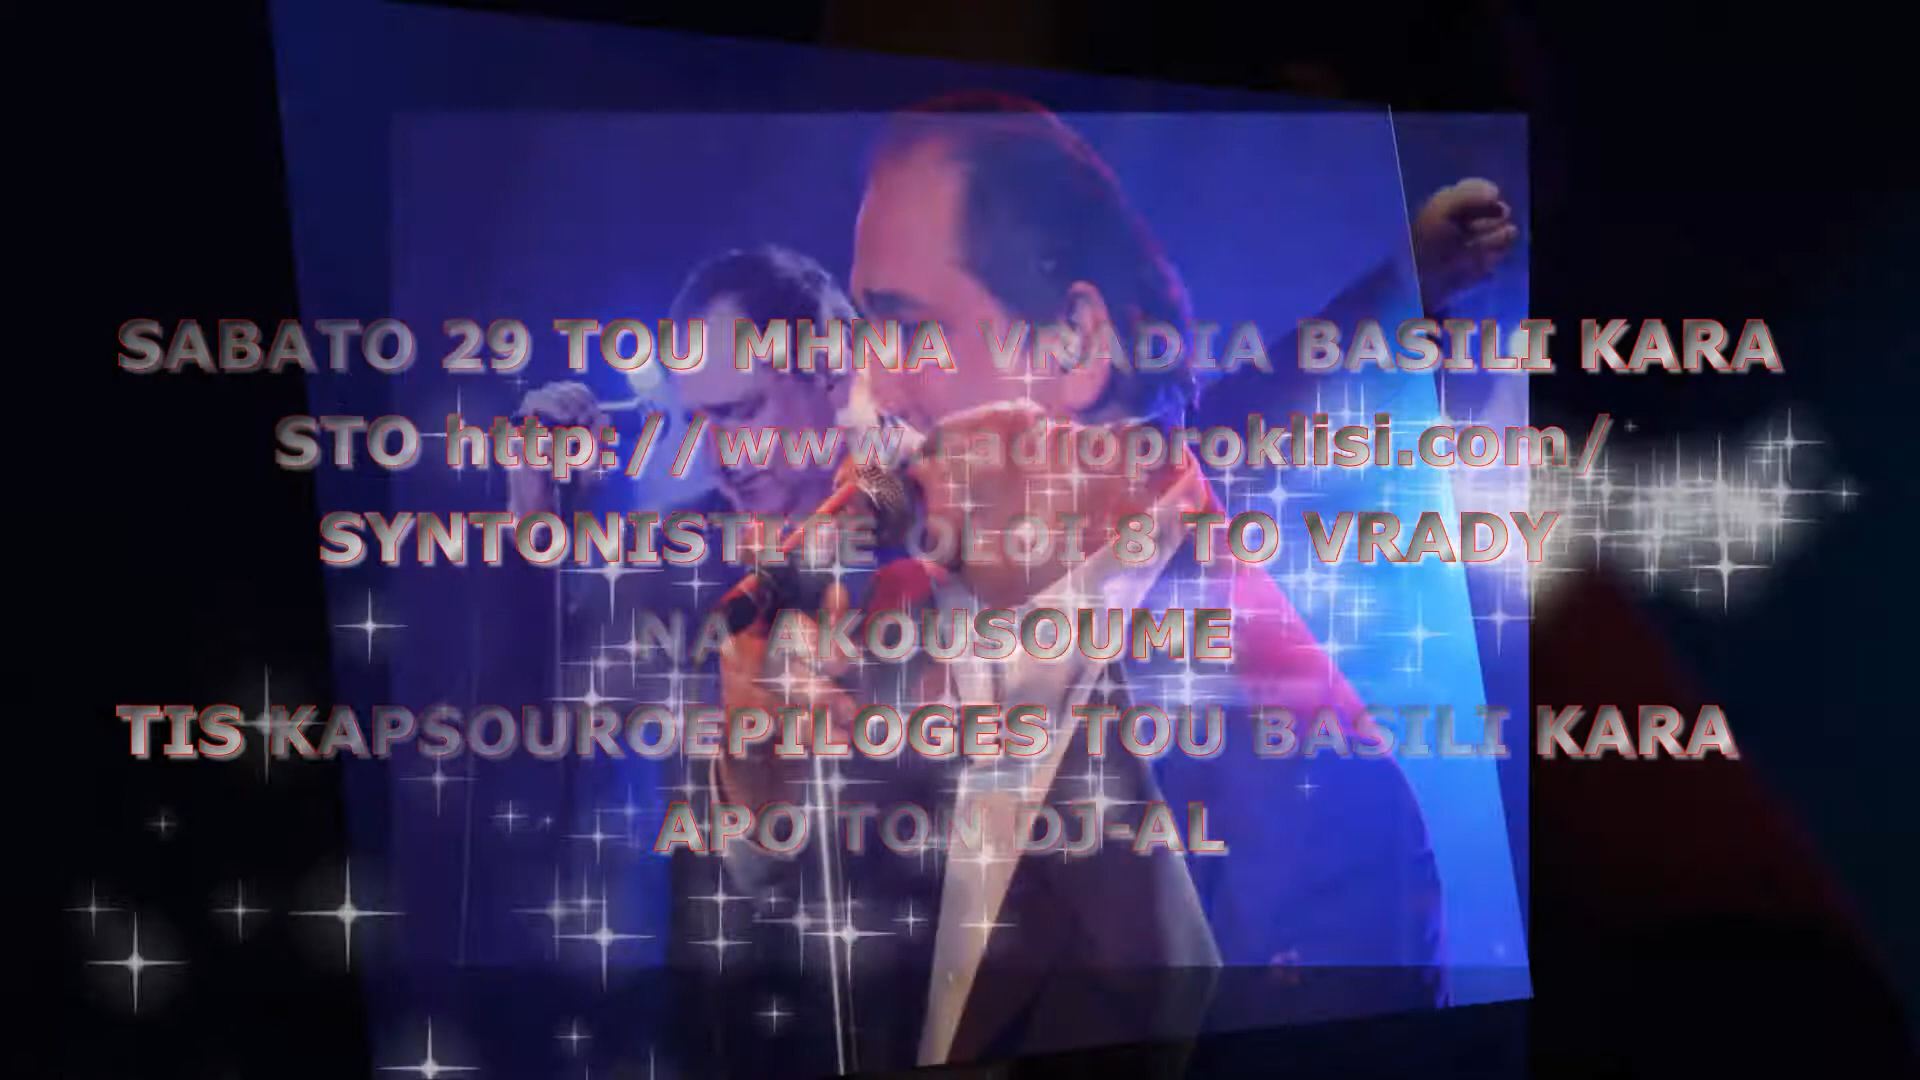 SABATO 29 TOU MHNA VRADIA BASILI KARA
STO http://www.radioproklisi.com/
SYNTONISTITE OLOI 8 TO VRADY
NA AKOUSOUME
TIS KAPSOUROEPILOGES TOU BASILI KARA
APO TON DJ-AL